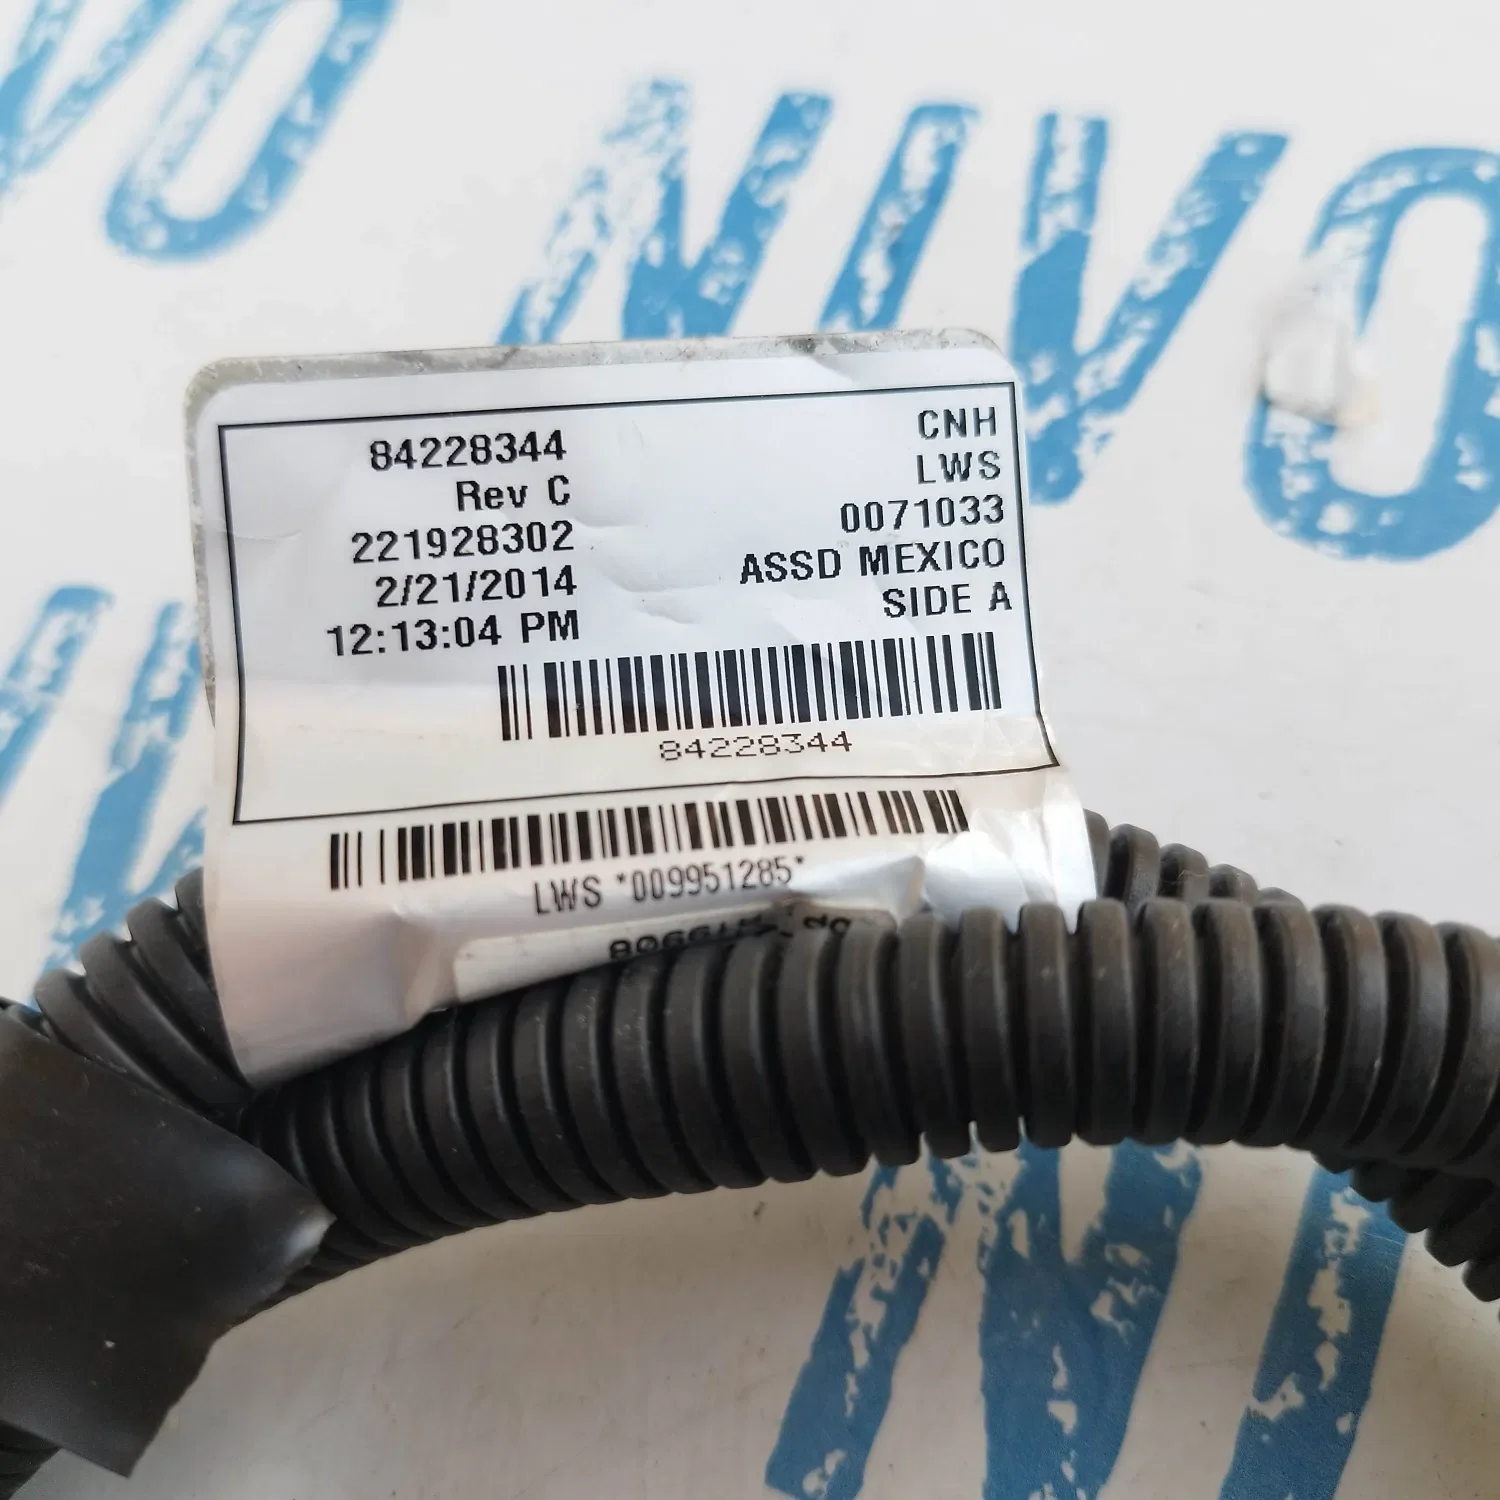 NIVO
84228344
Rev C
221928302
2/21/2014
12:13:04 PM
CNH
LWS
0071033
ASSD MEXICO
SIDE A
84228344
LWS *009951285*